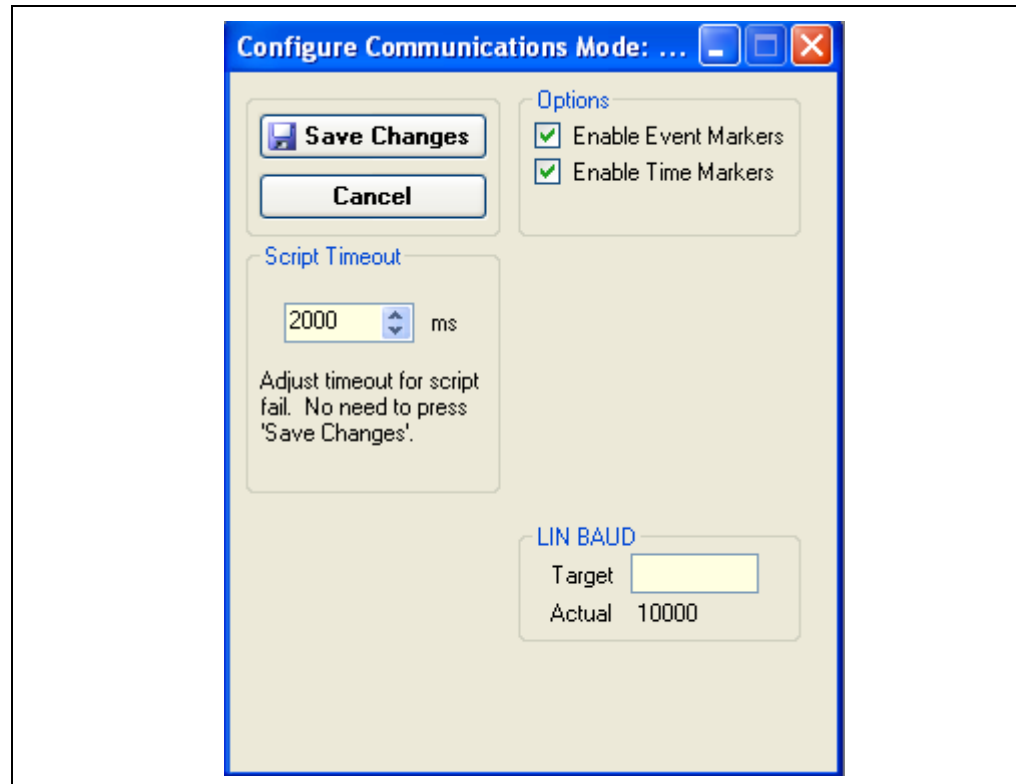 Configure Communications Mode: ...
Save Changes
Cancel
Options
Enable Event Markers
Enable Time Markers
Script Timeout
2000 ms
Adjust timeout for script
fail. No need to press
'Save Changes'.
LIN BAUD
Target
Actual 10000